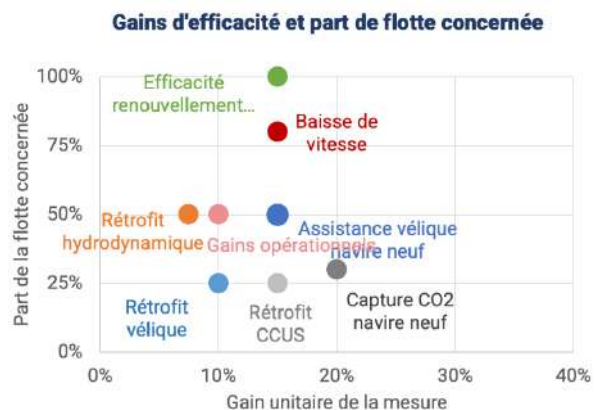 Gains d'efficacité et part de flotte concernée
Part de la flotte concernée
100%
75%
50%
25%
0%
Efficacité
renouvellement...
Baisse de
vitesse
Rétrofit
hydrodynamique
Gains opérationnels
Assistance vélique
navire neuf
Rétrofit
vélique
Rétrofit
CCUS
Capture CO2
navire neuf
0%
10%
20%
30%
40%
Gain unitaire de la mesure